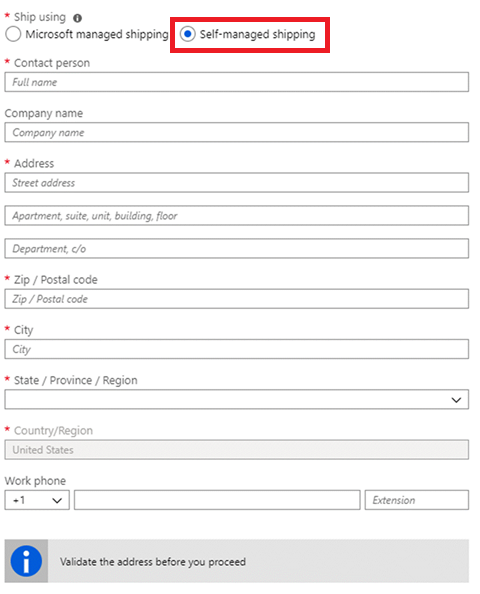 * Ship using
Microsoft managed shipping Self-managed shipping
* Contact person
Full name
Company name
Company name
* Address
Street address
Apartment, suite, unit, building, floor
Department, c/o
* Zip / Postal code
Zip / Postal code
* City
City
* State / Province / Region
* Country/Region
United States
Work phone
+1 Extension
Validate the address before you proceed